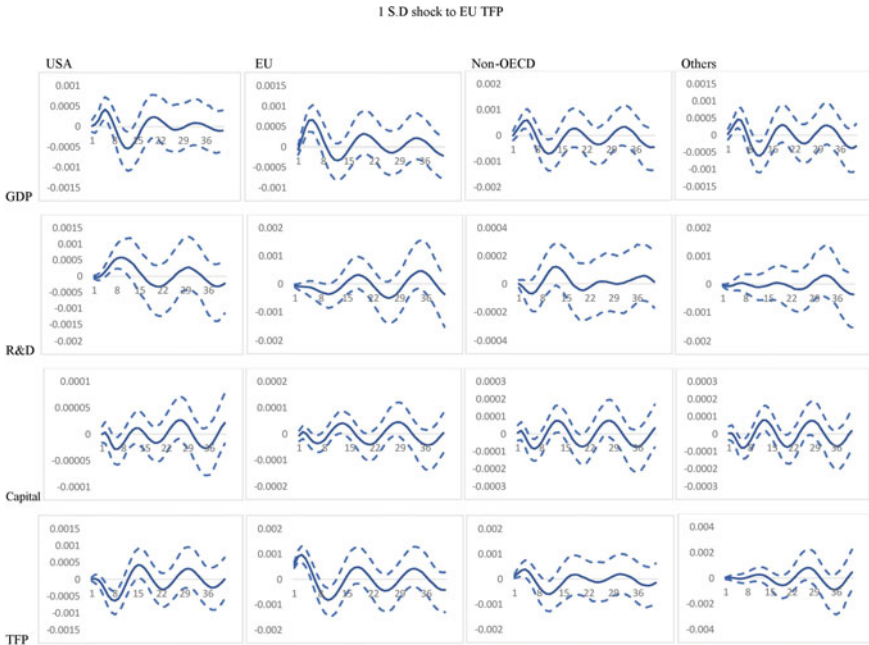 1 S.D shock to EU TFP
USA EU Non-OECD Others
0.001 0.0005 0 -0.0005 -0.001 -0.0015 1 8 15 22 29 36
0.0015 0.001 0.0005 0 -0.0005 -0.001 1 8 15 22 29 36
0.002 0.001 0 -0.001 -0.002 1 8 15 22 29 36
0.0015 0.001 0.0005 0 -0.0005 -0.001 -0.0015 1 8 15 22 29 36
GDP
0.0015 0.001 0.0005 0 -0.0005 -0.001 -0.0015 -0.002 1 8 15 22 29 36
0.002 0.001 0 -0.001 -0.002 1 8 15 22 29 36
0.0004 0.0002 0 -0.0002 -0.0004 1 8 15 22 29 36
0.002 0.001 0 -0.001 -0.002 1 8 15 22 29 36
R&D
0.0001 0.00005 0 -0.00005 -0.0001 1 8 15 22 29 36
0.0002 0.0001 0 -0.0001 -0.0002 1 8 15 22 29 36
0.0003 0.0002 0.0001 0 -0.0001 -0.0002 -0.0003 1 8 15 22 29 36
0.0003 0.0002 0.0001 0 -0.0001 -0.0002 -0.0003 1 8 15 22 29 36
Capital
0.0015 0.001 0.0005 0 -0.0005 -0.001 -0.0015 1 8 15 22 29 36
0.002 0.001 0 -0.001 -0.002 1 8 15 22 29 36
0.002 0.001 0 -0.001 -0.002 1 8 15 22 29 36
0.004 0.002 0 -0.002 -0.004 1 8 15 22 29 36
TFP